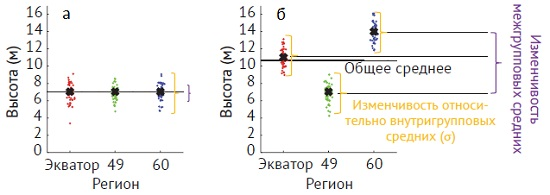 а
б
16
14
12
10
8
6
4
2
0
Высота (м)
Экватор 49 60
Регион
16
14
12
10
8
6
4
2
0
Высота (м)
Общее среднее
Изменчивость относи-
тельно внутригрупповых
средних (σ)
Экватор 49 60
Регион
Изменчивость
межгрупповых средних